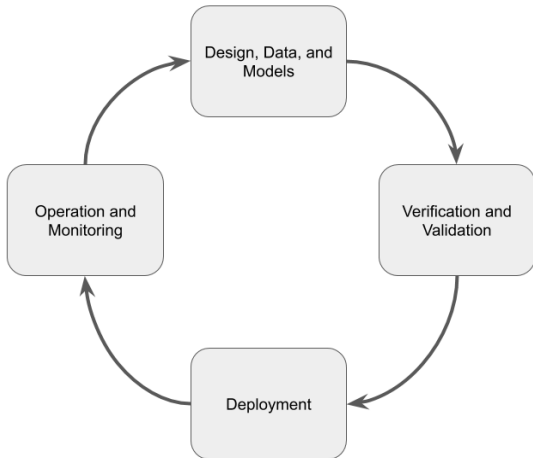 Design, Data, and
Models
Verification and
Validation
Deployment
Operation and
Monitoring